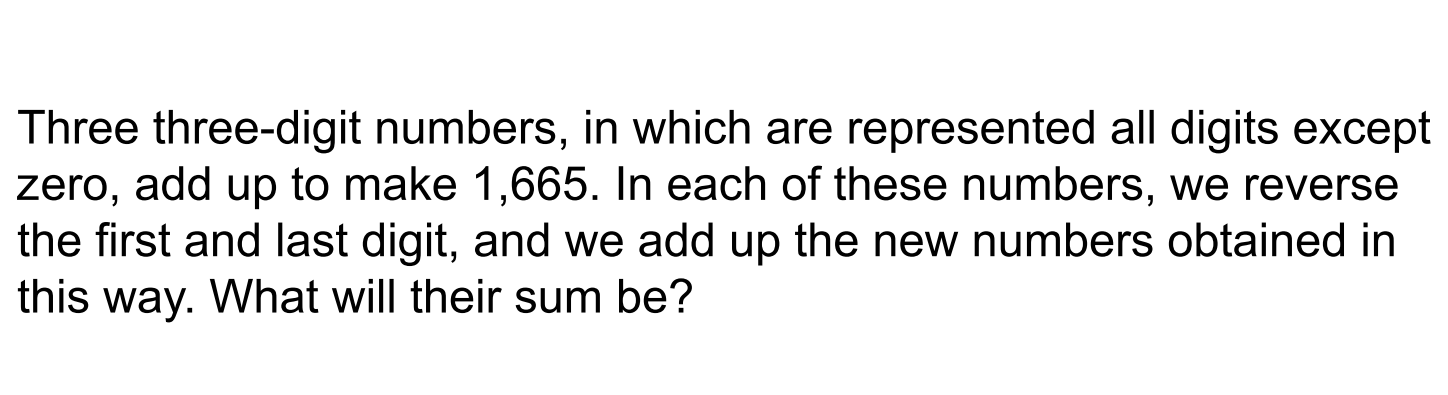 Three three-digit numbers, in which are represented all digits except
zero, add up to make 1,665. In each of these numbers, we reverse
the first and last digit, and we add up the new numbers obtained in
this way. What will their sum be?